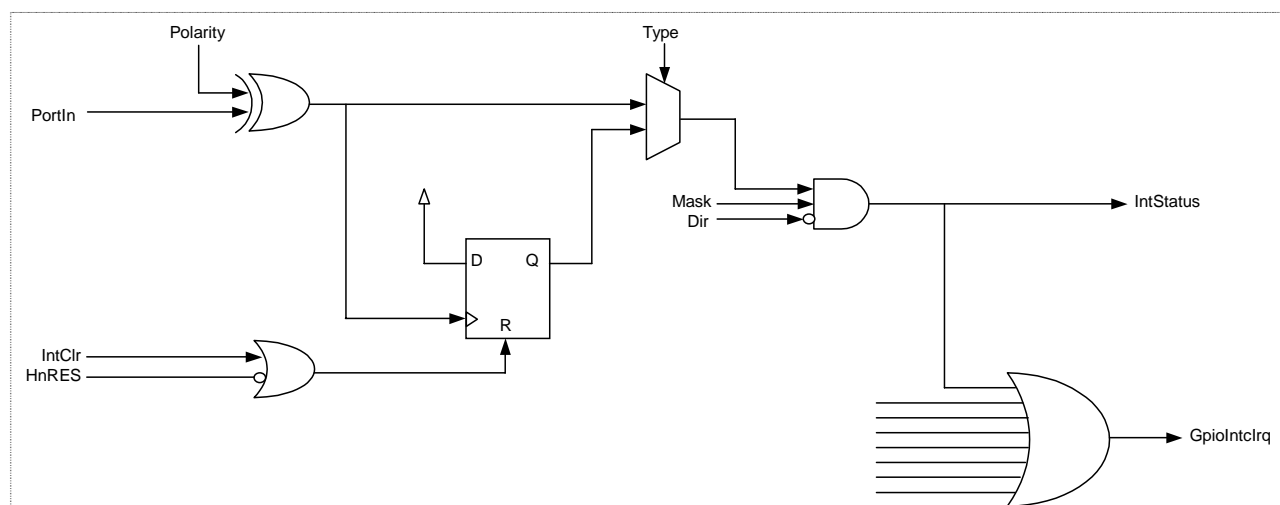 Polarity
Type
PortIn
Mask
IntStatus
Dir
D
Q
R
IntClr
HnRES
GpioIntcIrq